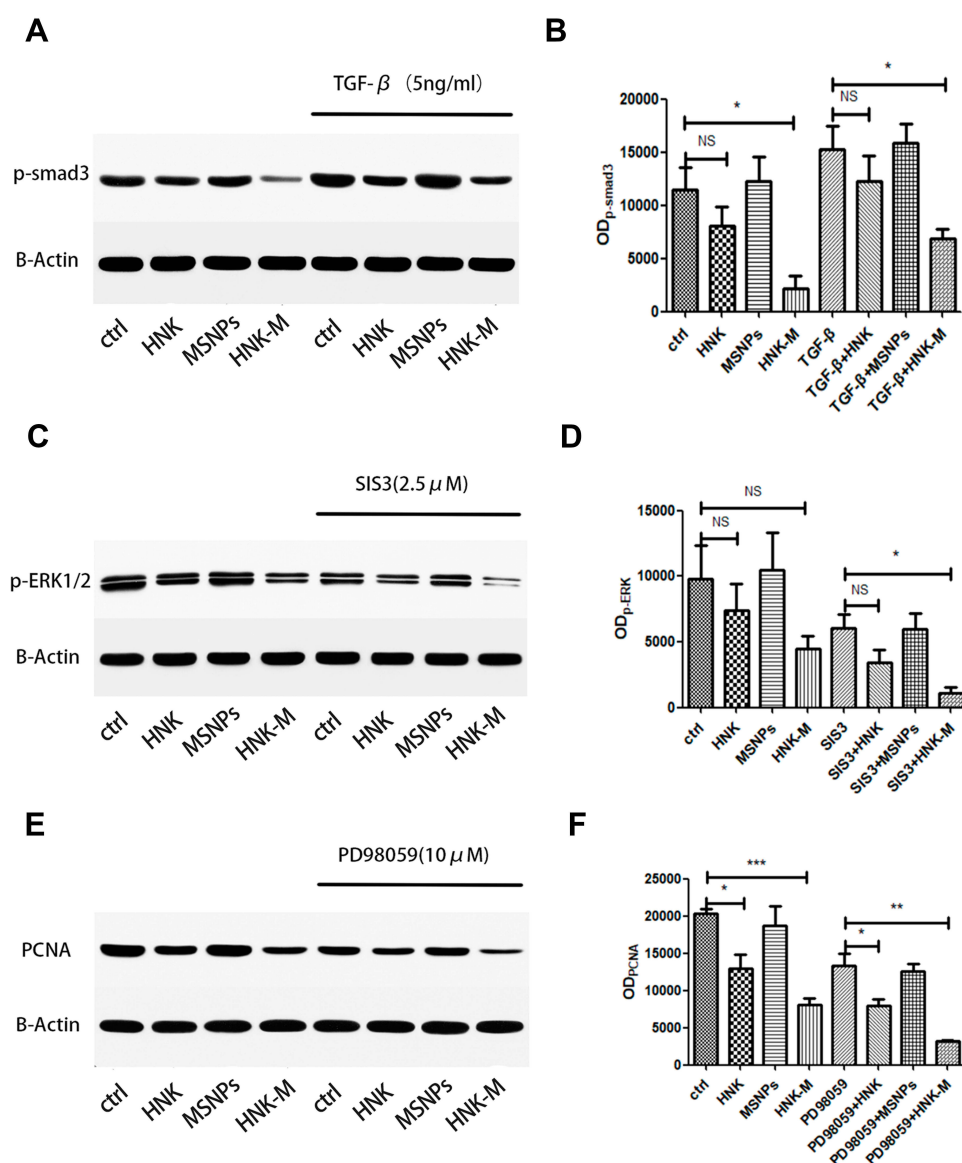 A
TGF-β (5ng/ml)
p-smad3
B-Actin
ctrl HNK MSNPs HNK-M ctrl HNK MSNPs HNK-M
B
* *
NS NS
20000
15000
10000
5000
0
ODp-smad3
ctrl HNK MSNPs HNK-M TGF-β TGF-β+HNK TGF-β+MSNPs TGF-β+HNK-M
C
SIS3(2.5μM)
p-ERK1/2
B-Actin
ctrl HNK MSNPs HNK-M ctrl HNK MSNPs HNK-M
D
NS
NS * NS
15000
10000
5000
0
ODp-ERK
ctrl HNK MSNPs HNK-M SIS3 SIS3+HNK SIS3+MSNPs SIS3+HNK-M
E
PD98059(10μM)
PCNA
B-Actin
ctrl HNK MSNPs HNK-M ctrl HNK MSNPs HNK-M
F
***
* ** *
25000
20000
15000
10000
5000
0
ODPCNA
ctrl HNK MSNPs HNK-M PD98059 PD98059+HNK PD98059+MSNPs PD98059+HNK-M